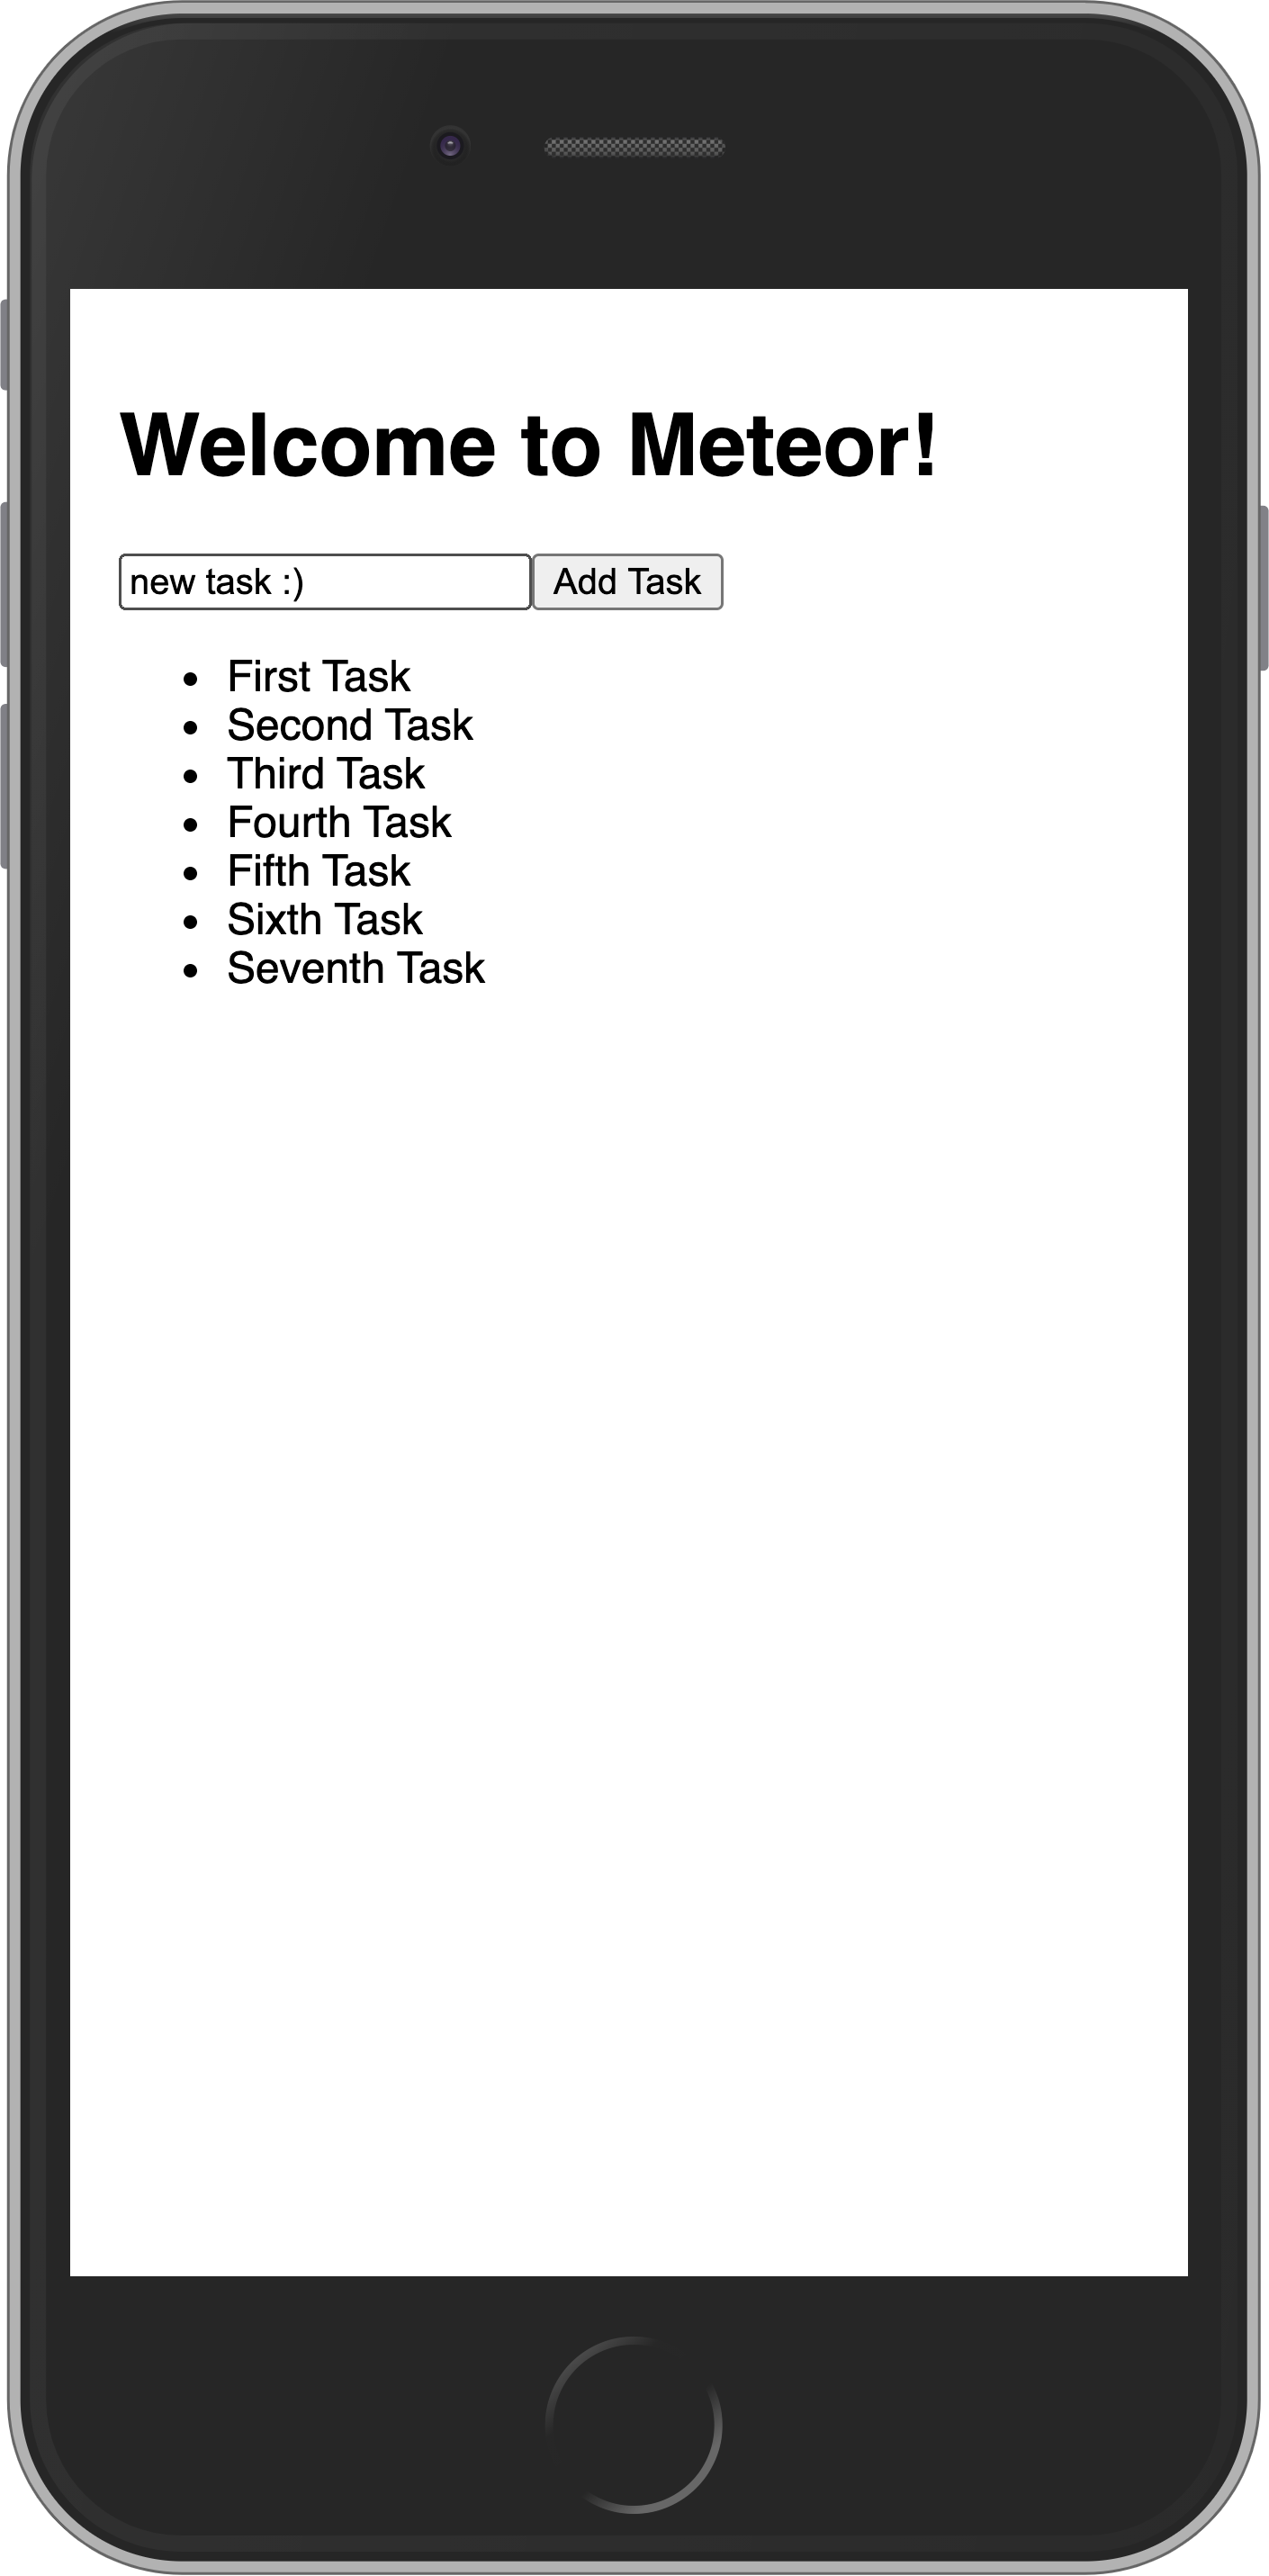 Welcome to Meteor!
new task :) Add Task
First Task
Second Task
Third Task
Fourth Task
Fifth Task
Sixth Task
Seventh Task